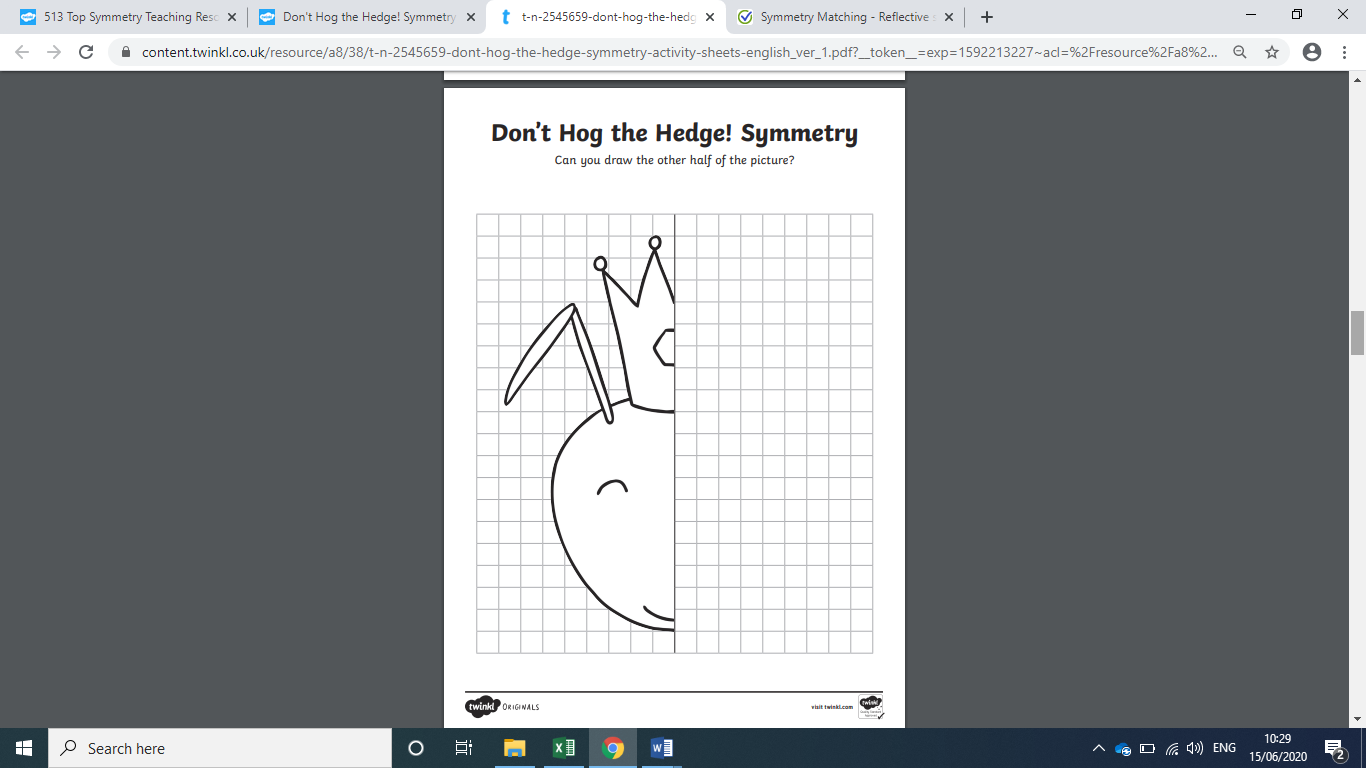 513 Top Symmetry Teaching Resc
Don't Hog the Hedge! Symmetry
t-n-2545659-dont-hog-the-hedg
Symmetry Matching - Reflective s
content.twinkl.co.uk/resource/a8/38/t-n-2545659-dont-hog-the-hedge-symmetry-activity-sheets-english_ver_1.pdf?__token__=exp=1592213227~acl=%2Fresource%2Fa8%2...
Don't Hog the Hedge! Symmetry
Can you draw the other half of the picture?
twinkl ORIGINALS
visit twinkl.com
twinkl
Search here
ENG
10:29
15/06/2020
2